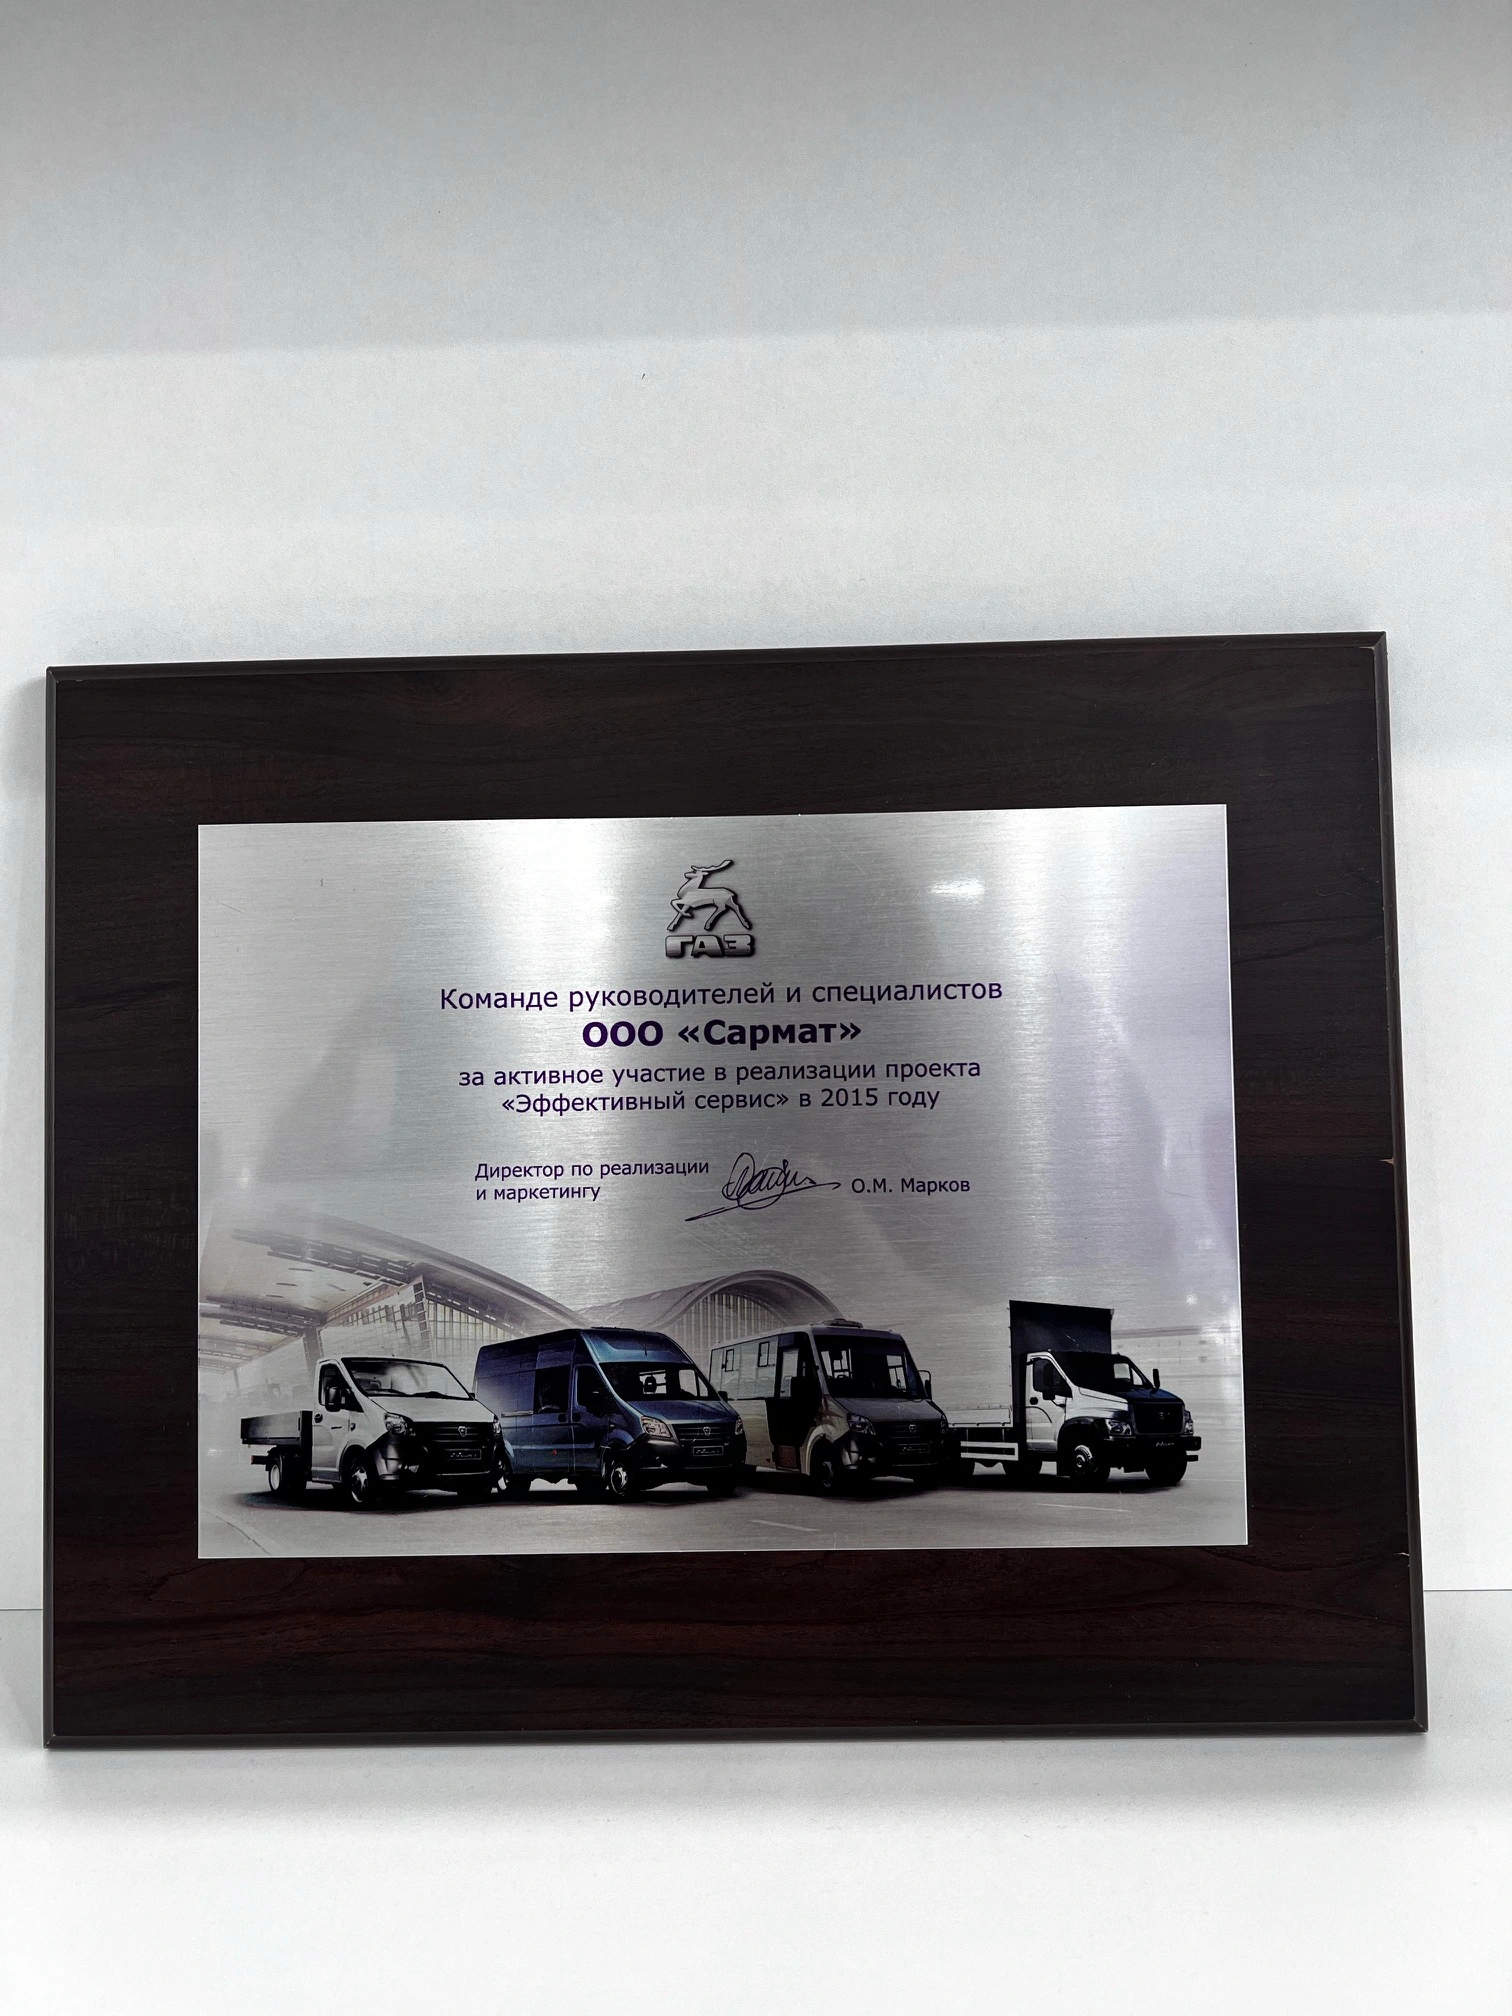 ГАЗ
Команде руководителей и специалистов
ООО «Сармат»
за активное участие в реализации проекта
«Эффективный сервис» в 2015 году
Директор по реализации
и маркетингу
О.М. Марков